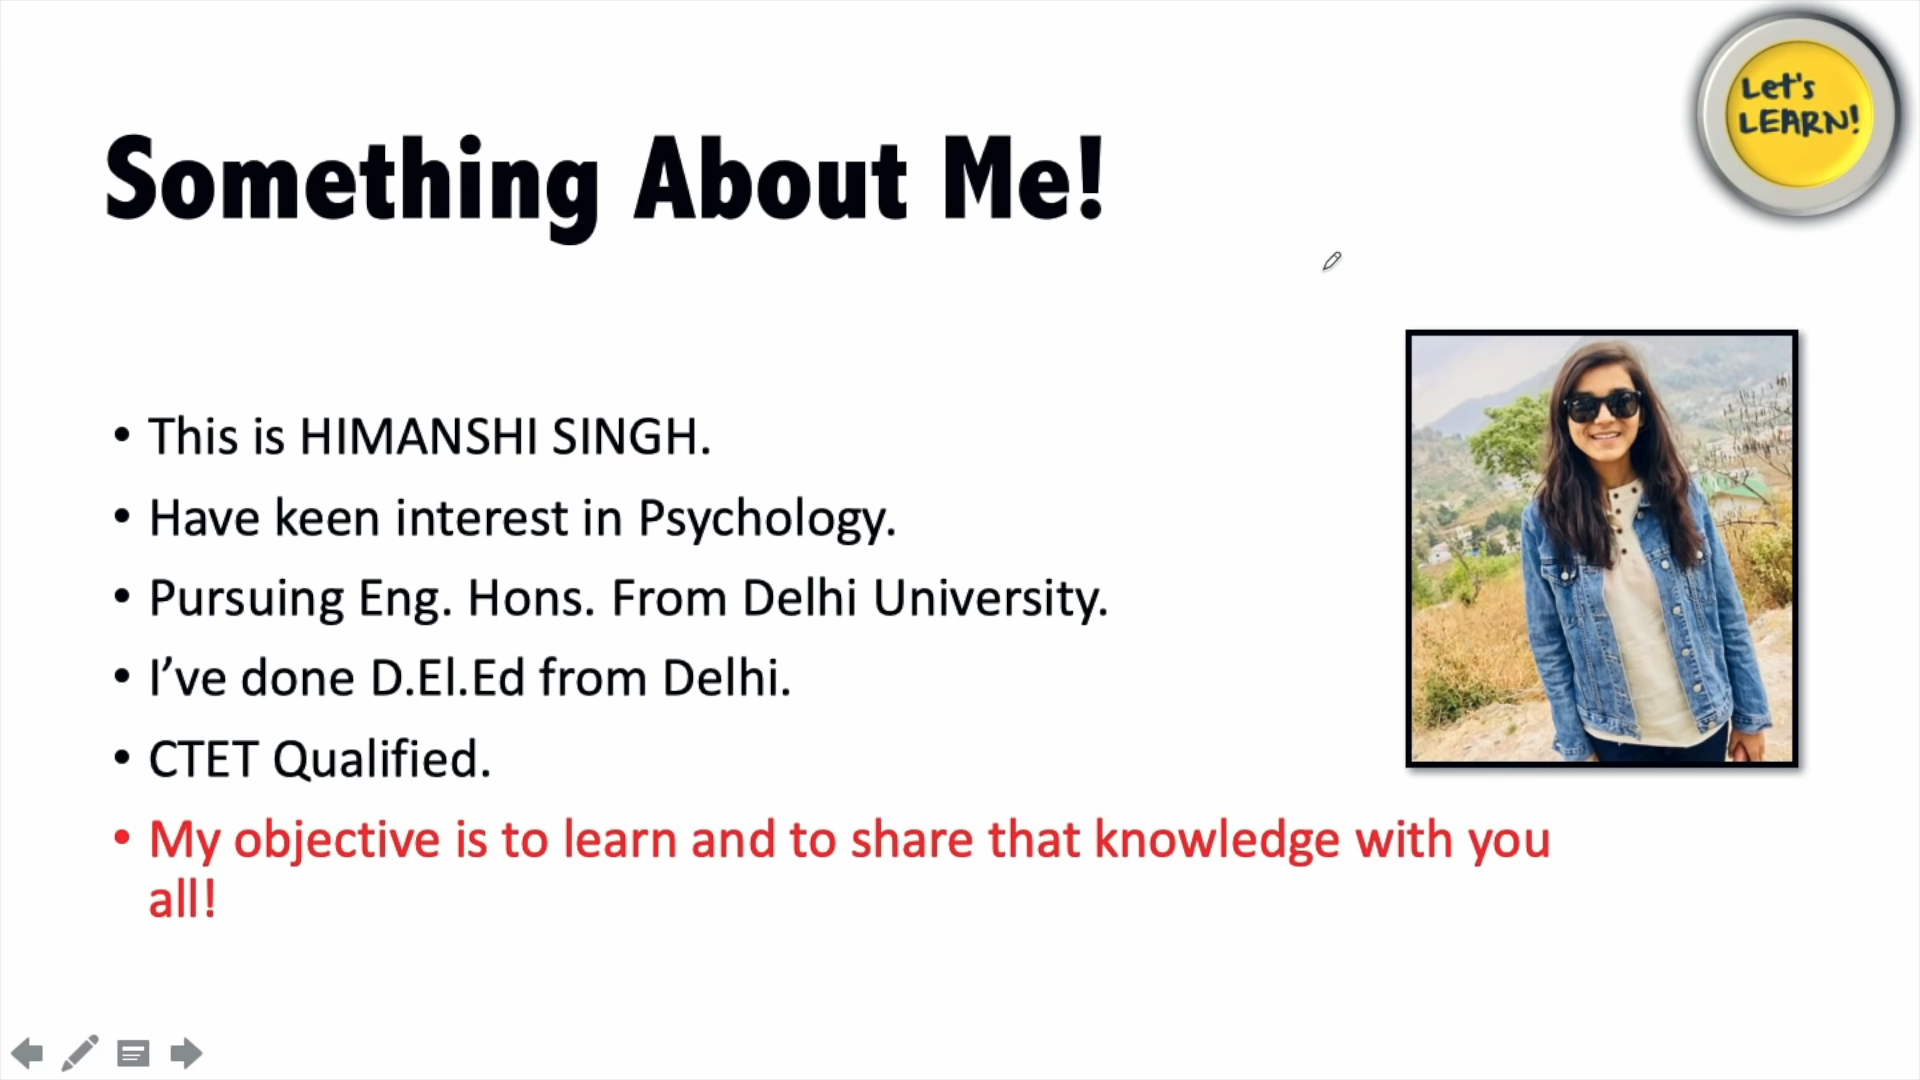 Let's
LEARN!
Something About Me!
• This is HIMANSHI SINGH.
• Have keen interest in Psychology.
• Pursuing Eng. Hons. From Delhi University.
• I’ve done D.El.Ed from Delhi.
• CTET Qualified.
• My objective is to learn and to share that knowledge with you
all!